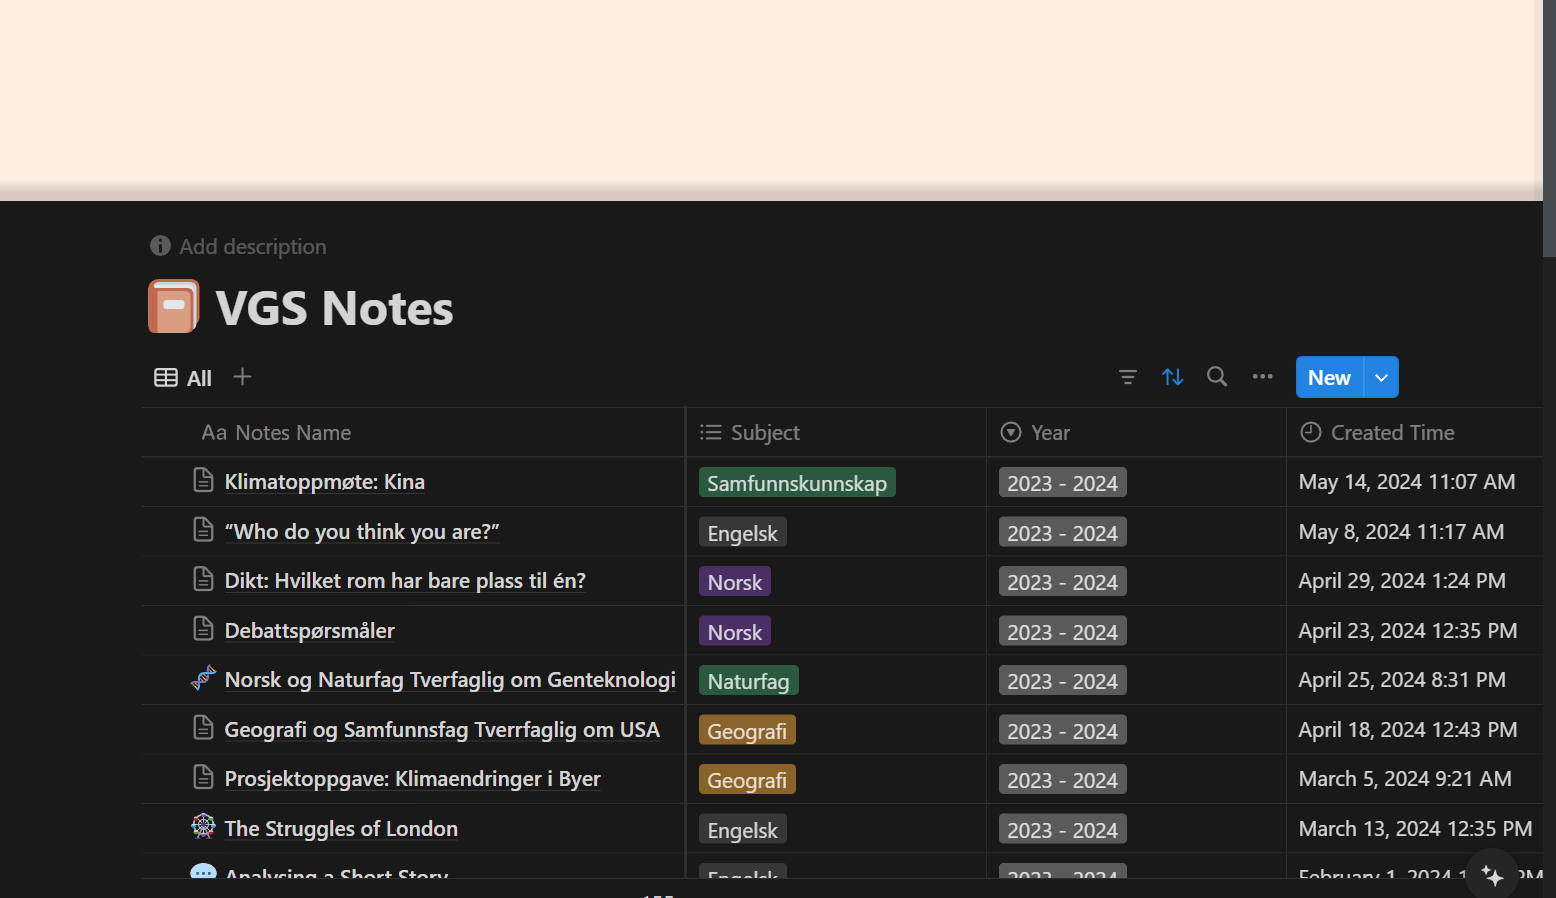 Add description
VGS Notes
All
New
Aa Notes Name Subject Year Created Time
Klimatoppmøte: Kina Samfunnskunnskap 2023 - 2024 May 14, 2024 11:07 AM
“Who do you think you are?” Engelsk 2023 - 2024 May 8, 2024 11:17 AM
Dikt: Hvilket rom har bare plass til én? Norsk 2023 - 2024 April 29, 2024 1:24 PM
Debattspørsmåler Norsk 2023 - 2024 April 23, 2024 12:35 PM
Norsk og Naturfag Tverfaglig om Genteknologi Naturfag 2023 - 2024 April 25, 2024 8:31 PM
Geografi og Samfunnsfag Tverrfaglig om USA Geografi 2023 - 2024 April 18, 2024 12:43 PM
Prosjektoppgave: Klimaendringer i Byer Geografi 2023 - 2024 March 5, 2024 9:21 AM
The Struggles of London Engelsk 2023 - 2024 March 13, 2024 12:35 PM
Analysing a Short Story Engelsk 2023 - 2024 February 1, 2024 PM